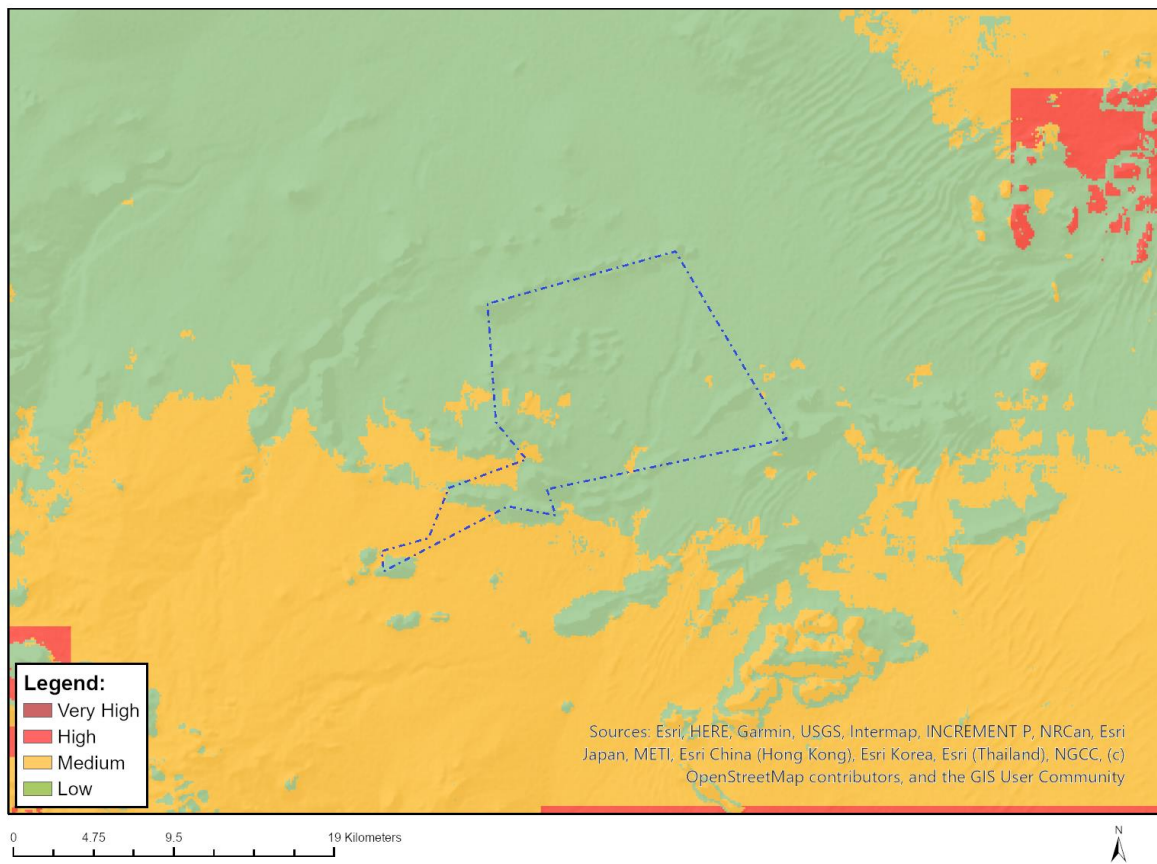 Legend:
Very High
High
Medium
Low
Sources: Esri, HERE, Garmin, USGS, Intermap, INCREMENT P, NRCan, Esri
Japan, METI, Esri China (Hong Kong), Esri Korea, Esri (Thailand), NGCC, (c)
OpenStreetMap contributors, and the GIS User Community
0 4.75 9.5 19 Kilometers
N